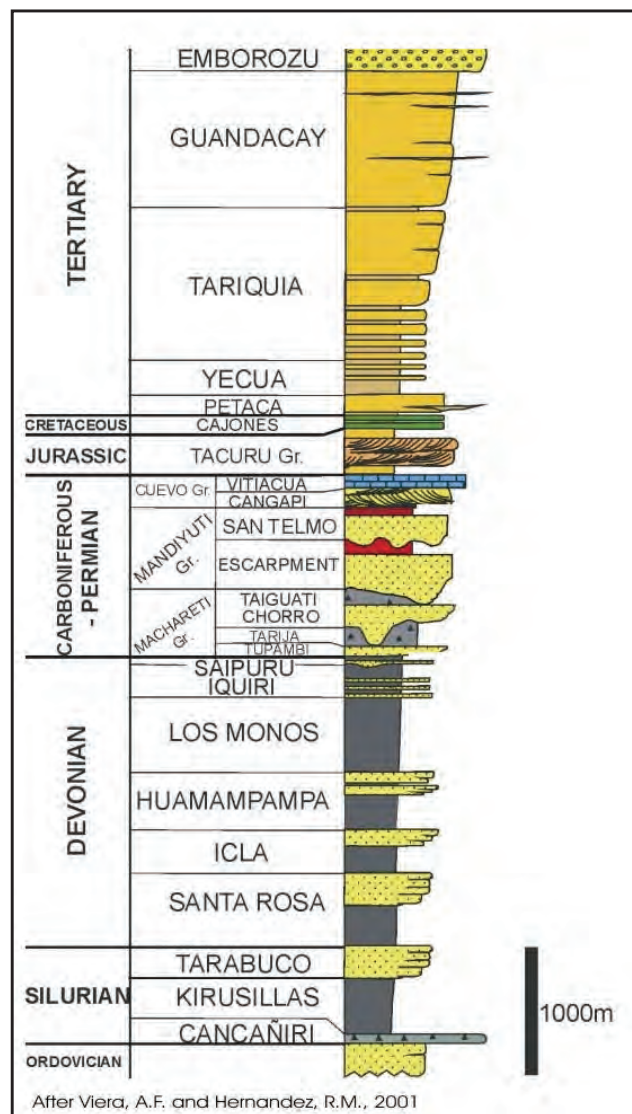 EMBOROZU
GUANDACAY
TERTIARY
TARIQUIA
YECUA
PETACA
CRETACEOUS
CAJONES
JURASSIC
TACURU Gr.
CARBONIFEROUS
- PERMIAN
CUEVO Gr.
VITIACUA
CANGAPI
MANDIYUTI
Gr.
SAN TELMO
ESCARPMENT
MACHARETI
Gr.
TAIGUATI
CHORRO
TARIJA
TUPAMBI
DEVONIAN
SAIPURU
IQUIRI
LOS MONOS
HUAMAMPAMPA
ICLA
SANTA ROSA
SILURIAN
TARABUCO
KIRUSILLAS
CANCAÑIRI
ORDOVICIAN
1000m
After Viera, A.F. and Hernandez, R.M., 2001